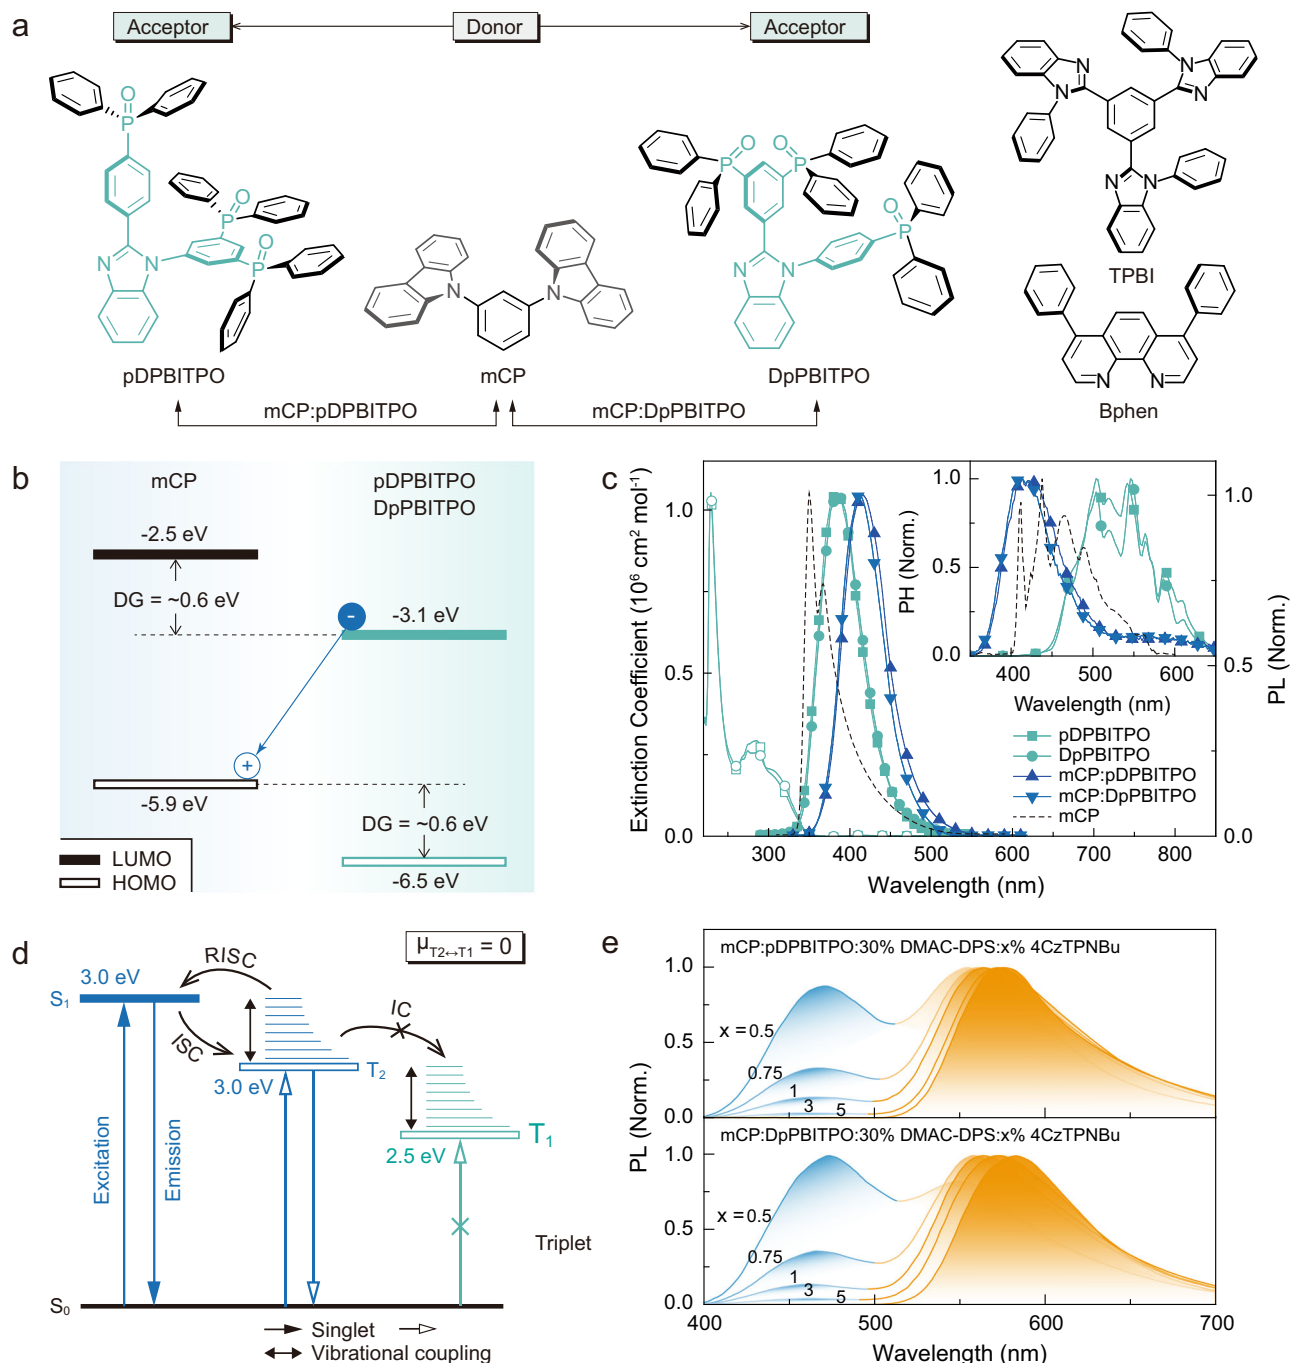 a
Acceptor
Donor
Acceptor
O
P
O
P
O
P
N
N
pDPBITPO
N
N
mCP
O
P
O
P
O
P
N
N
DpPBITPO
N
N
N
N
N
N
TPBI
N
N
Bphen
mCP:pDPBITPO
mCP:DpPBITPO
b
mCP
pDPBITPO
DpPBITPO
-2.5 eV
DG = ~0.6 eV
-
-3.1 eV
+
-5.9 eV
DG = ~0.6 eV
-6.5 eV
LUMO
HOMO
c
Extinction Coefficient (10⁶ cm² mol⁻¹)
1.0
0.5
0.0
300 400 500 600 700 800
Wavelength (nm)
PL (Norm.)
1.0
0.5
0.0
PH (Norm.)
1.0
0.5
0.0
400 500 600
Wavelength (nm)
pDPBITPO
DpPBITPO
mCP:pDPBITPO
mCP:DpPBITPO
mCP
d
μT2↔T1 = 0
RISC
3.0 eV
S₁
ISC
IC
T₂
3.0 eV
T₁
2.5 eV
Excitation
Emission
Triplet
S₀
Singlet
Vibrational coupling
e
mCP:pDPBITPO:30% DMAC-DPS:x% 4CzTPNBu
1.0
0.5
0.0
x = 0.5
0.75
1
3
5
mCP:DpPBITPO:30% DMAC-DPS:x% 4CzTPNBu
1.0
0.5
0.0
x = 0.5
0.75
1
3
5
PL (Norm.)
400 500 600 700
Wavelength (nm)